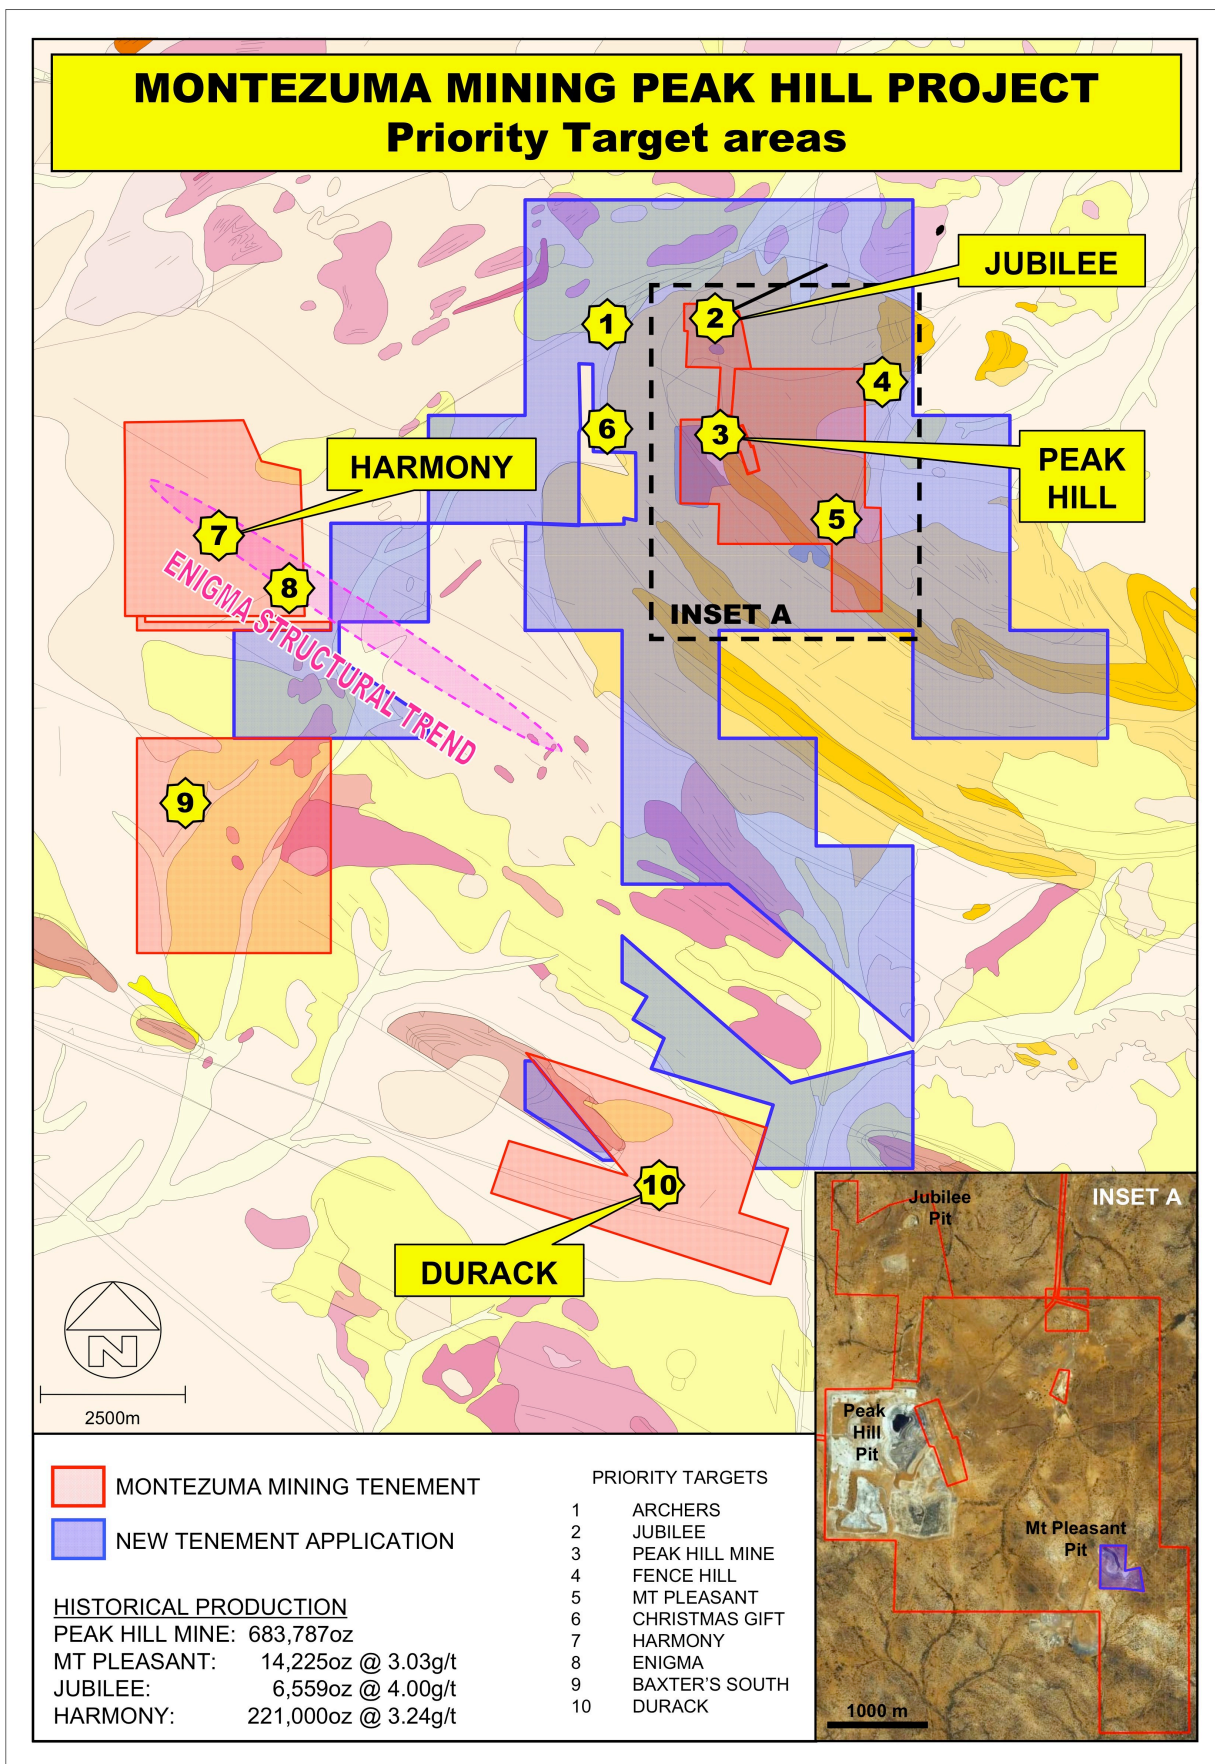 MONTEZUMA MINING PEAK HILL PROJECT
Priority Target areas
JUBILEE
1
2
4
6
3
HARMONY
PEAK
HILL
7
5
8
ENIGMA STRUCTURAL TREND
INSET A
9
10
DURACK
N
2500m
INSET A
Jubilee
Pit
Peak
Hill
Pit
Mt Pleasant
Pit
1000 m
MONTEZUMA MINING TENEMENT
NEW TENEMENT APPLICATION
HISTORICAL PRODUCTION
PEAK HILL MINE: 683,787oz
MT PLEASANT: 14,225oz @ 3.03g/t
JUBILEE: 6,559oz @ 4.00g/t
HARMONY: 221,000oz @ 3.24g/t
PRIORITY TARGETS
1 ARCHERS
2 JUBILEE
3 PEAK HILL MINE
4 FENCE HILL
5 MT PLEASANT
6 CHRISTMAS GIFT
7 HARMONY
8 ENIGMA
9 BAXTER'S SOUTH
10 DURACK